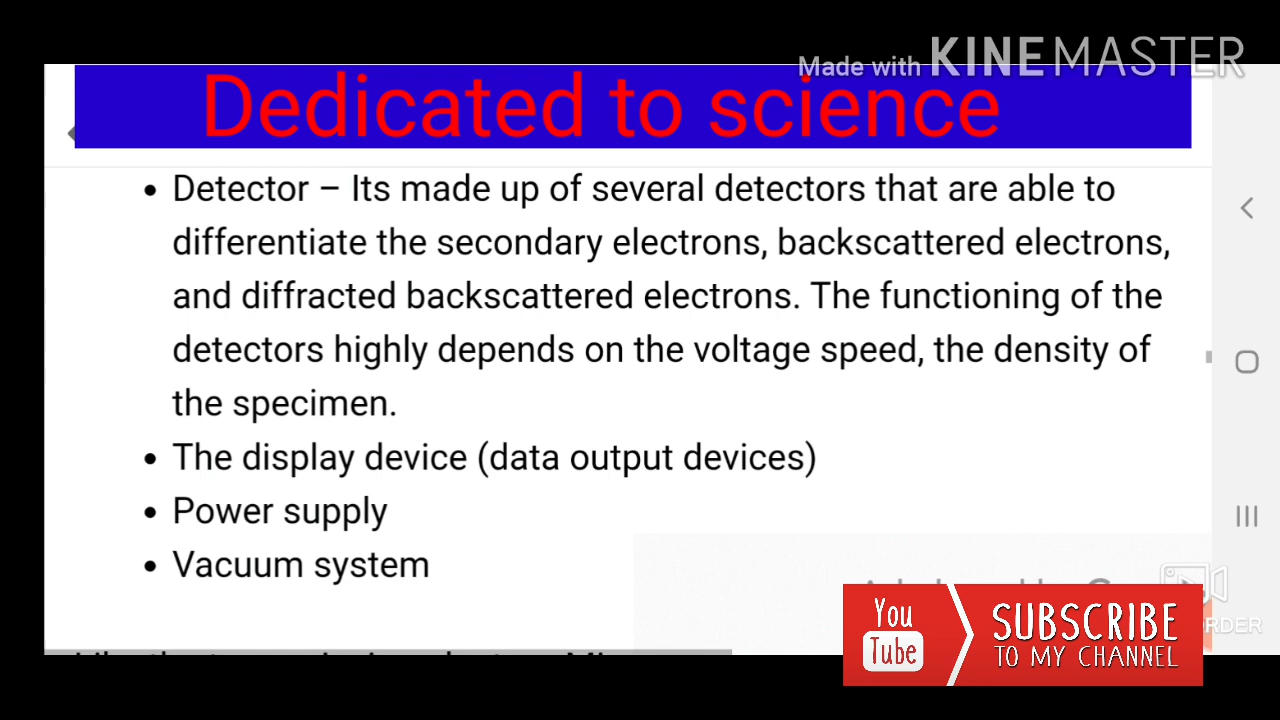 Made with KINEMASTER
Dedicated to science
• Detector – Its made up of several detectors that are able to
differentiate the secondary electrons, backscattered electrons,
and diffracted backscattered electrons. The functioning of the
detectors highly depends on the voltage speed, the density of
the specimen.
• The display device (data output devices)
• Power supply
• Vacuum system
You Tube SUBSCRIBE
TO MY CHANNEL